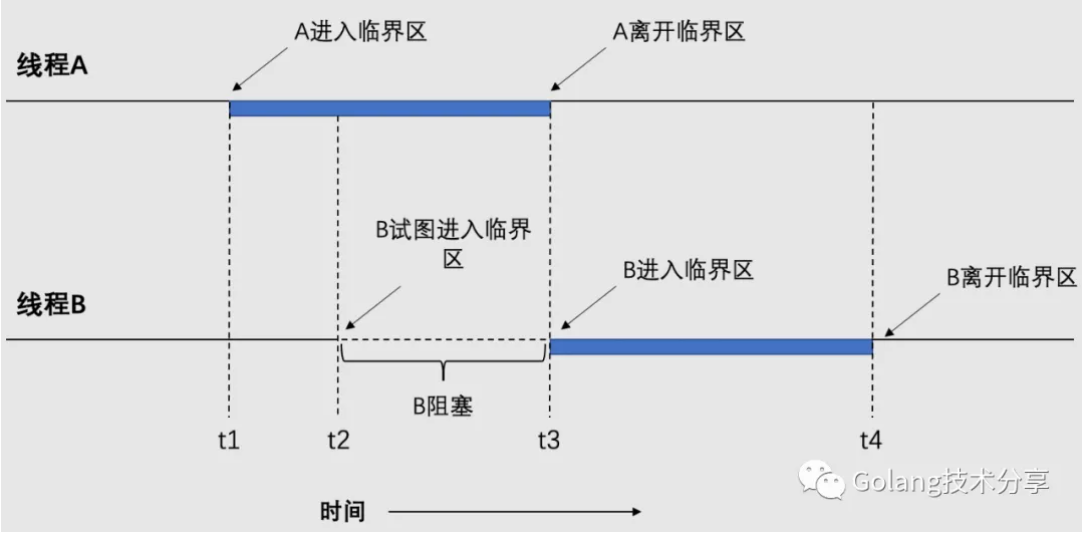 A进入临界区
A离开临界区
线程A
B试图进入临界
区
B进入临界区
B离开临界区
线程B
B阻塞
t1
t2
t3
t4
Golang技术分享
时间